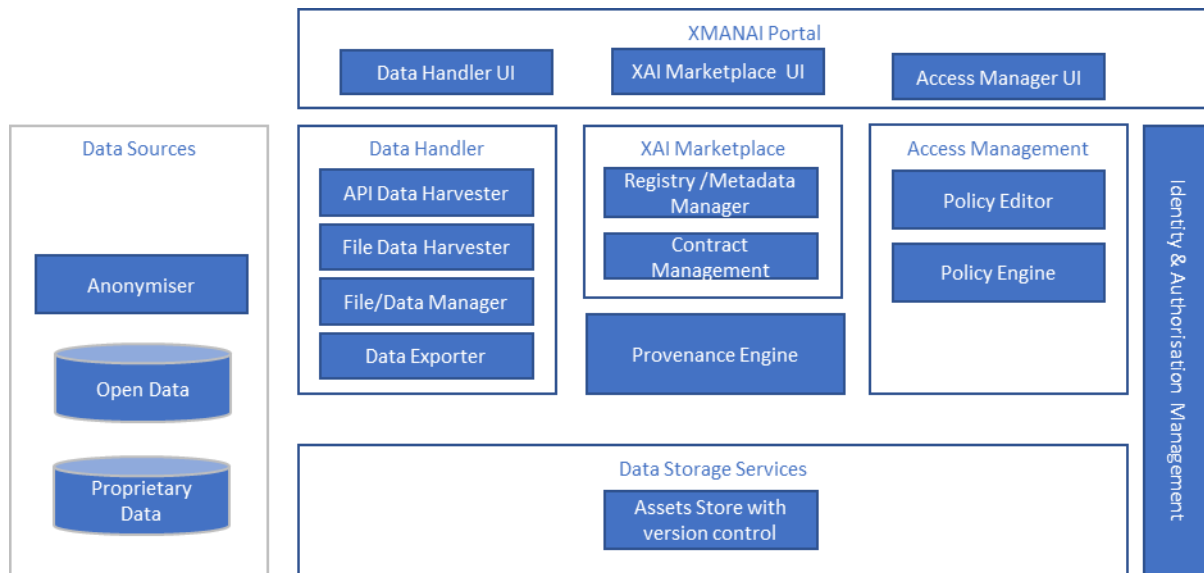 XMANAI Portal
Data Handler UI
XAI Marketplace UI
Access Manager UI
Data Sources
Anonymiser
Open Data
Proprietary
Data
Data Handler
API Data Harvester
File Data Harvester
File/Data Manager
Data Exporter
XAI Marketplace
Registry /Metadata
Manager
Contract
Management
Provenance Engine
Access Management
Policy Editor
Policy Engine
Identity & Authorisation Management
Data Storage Services
Assets Store with
version control